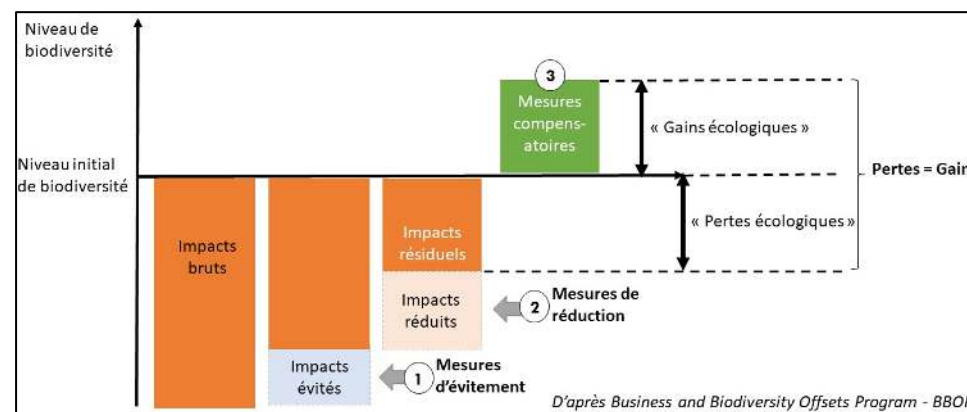 Niveau de
biodiversité
3
Mesures
compens-
atoires
« Gains écologiques »
Niveau initial
de biodiversité
Pertes = Gain
Impacts
bruts
Impacts
résiduels
« Pertes écologiques »
Impacts
réduits
2
Mesures de
réduction
Impacts
évités
1
Mesures
d'évitement
D'après Business and Biodiversity Offsets Program - BBO